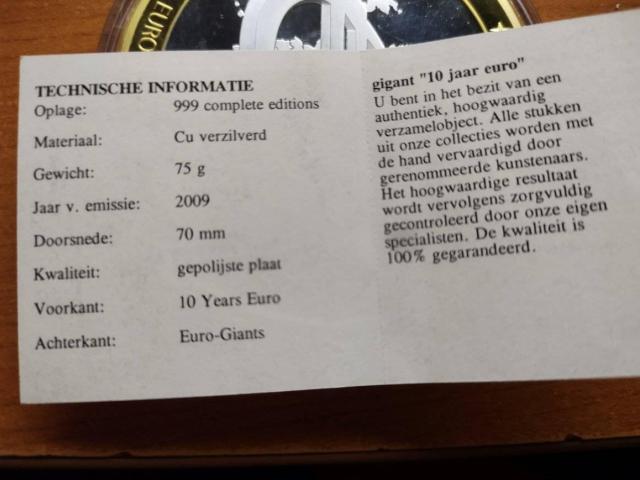 EURO
TECHNISCHE INFORMATIE
Oplage: 999 complete editions
Materiaal: Cu verzilverd
Gewicht: 75 g
Jaar v. emissie: 2009
Doorsnede: 70 mm
Kwaliteit: gepolijste plaat
Voorkant: 10 Years Euro
Achterkant: Euro-Giants
gigant "10 jaar euro"
U bent in het bezit van een
authentiek, hoogwaardig
verzamelobject. Alle stukken
uit onze collecties worden met
de hand vervaardigd door
gerenommeerde kunstenaars.
Het hoogwaardige resultaat
wordt vervolgens zorgvuldig
gecontroleerd door onze eigen
specialisten. De kwaliteit is
100% gegarandeerd.